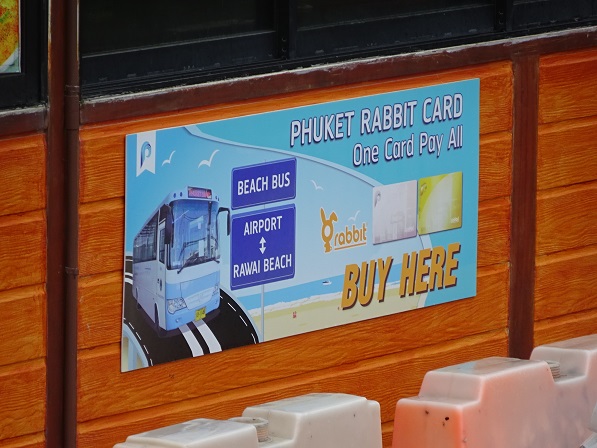 PHUKET RABBIT CARD
One Card Pay All
BEACH BUS
AIRPORT
↕
RAWAI BEACH
rabbit
BUY HERE